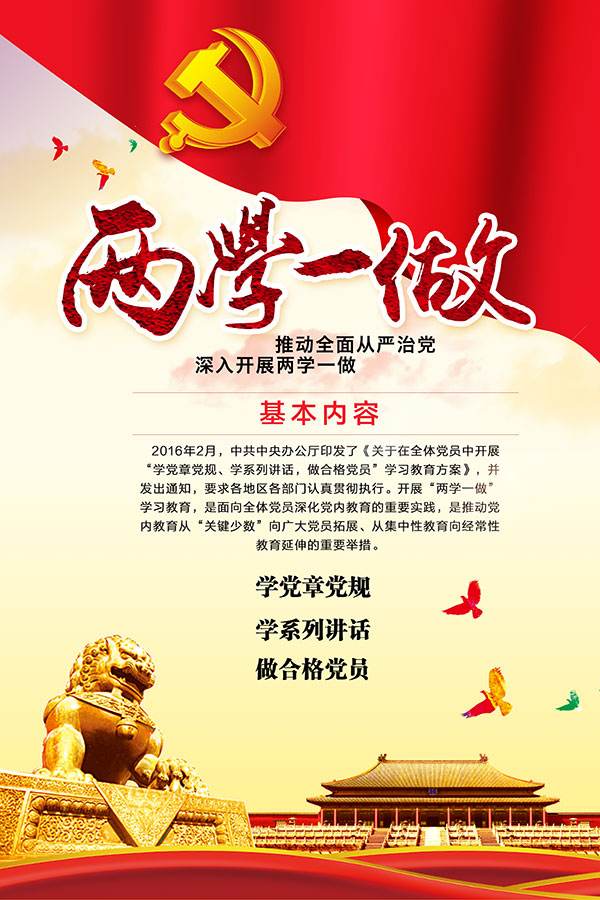 两学一做
推动全面从严治党
深入开展两学一做
基本内容
2016年2月，中共中央办公厅印发了《关于在全体党员中开展
“学党章党规、学系列讲话，做合格党员”学习教育方案》，并
发出通知，要求各地区各部门认真贯彻执行。开展“两学一做”
学习教育，是面向全体党员深化党内教育的重要实践，是推动党
内教育从“关键少数”向广大党员拓展、从集中性教育向经常性
教育延伸的重要举措。
学党章党规
学系列讲话
做合格党员